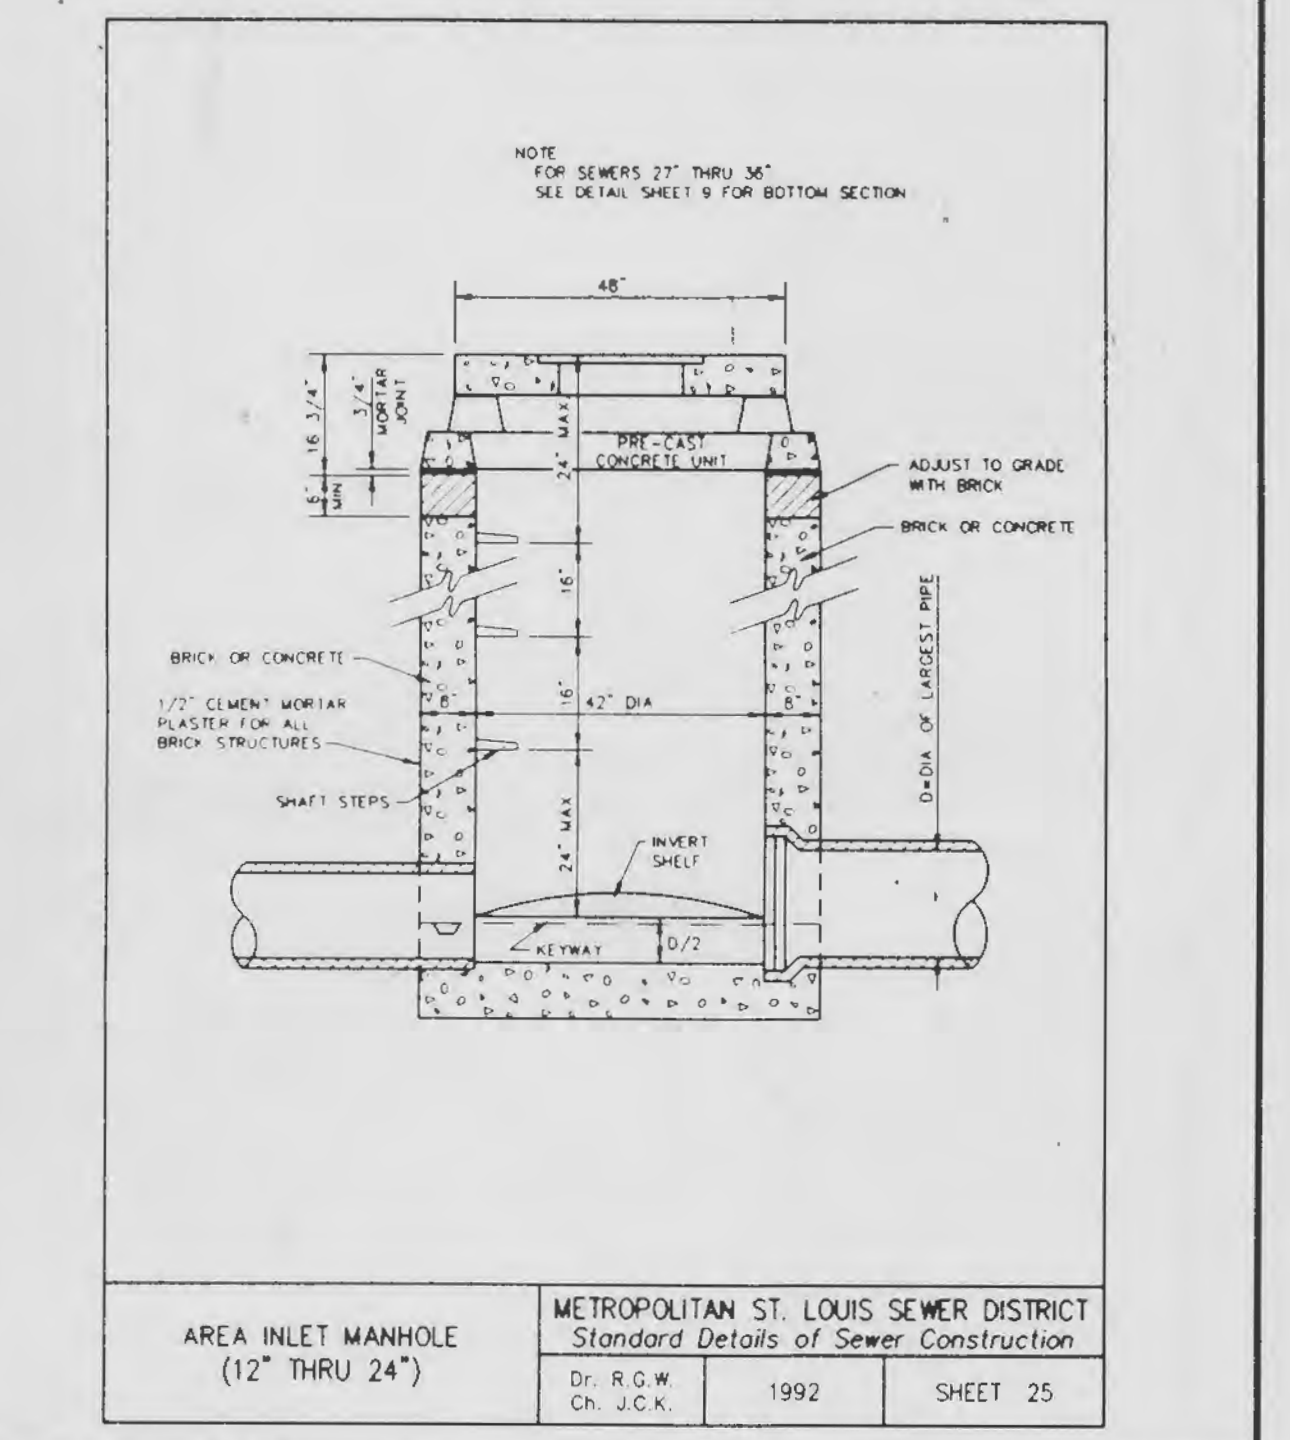 NOTE
FOR SEWERS 27" THRU 36"
SEE DETAIL SHEET 9 FOR BOTTOM SECTION
48"
16 3/4"
3/4"
MORTAR
JOINT
6"
MIN
24" MAX
PRE-CAST
CONCRETE UNIT
ADJUST TO GRADE
WITH BRICK
BRICK OR CONCRETE
16"
D=DIA OF LARGEST PIPE
BRICK OR CONCRETE
1/2" CEMENT MORTAR
PLASTER FOR ALL
BRICK STRUCTURES
8"
16"
42" DIA
8"
SHAFT STEPS
24" MAX
INVERT
SHELF
KEYWAY
D/2
AREA INLET MANHOLE
(12" THRU 24")
METROPOLITAN ST. LOUIS SEWER DISTRICT
Standard Details of Sewer Construction
Dr. R.G.W.
Ch. J.C.K.
1992
SHEET 25